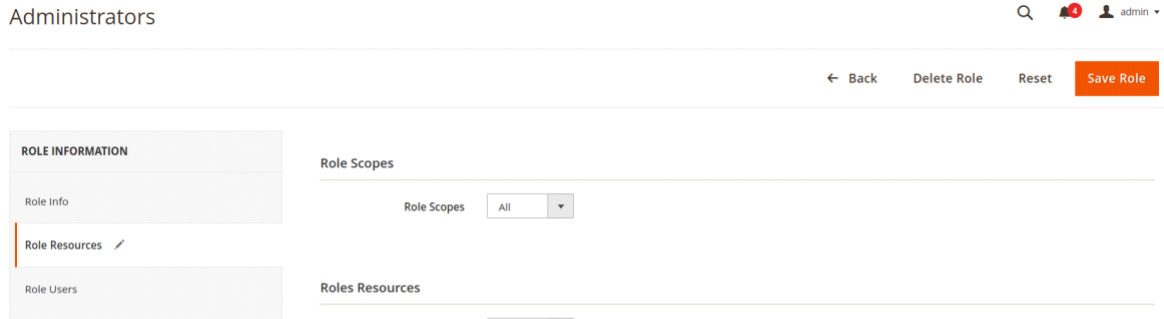 Administrators
4 admin
Back Delete Role Reset Save Role
ROLE INFORMATION
Role Info
Role Resources
Role Users
Role Scopes
Role Scopes All
Roles Resources